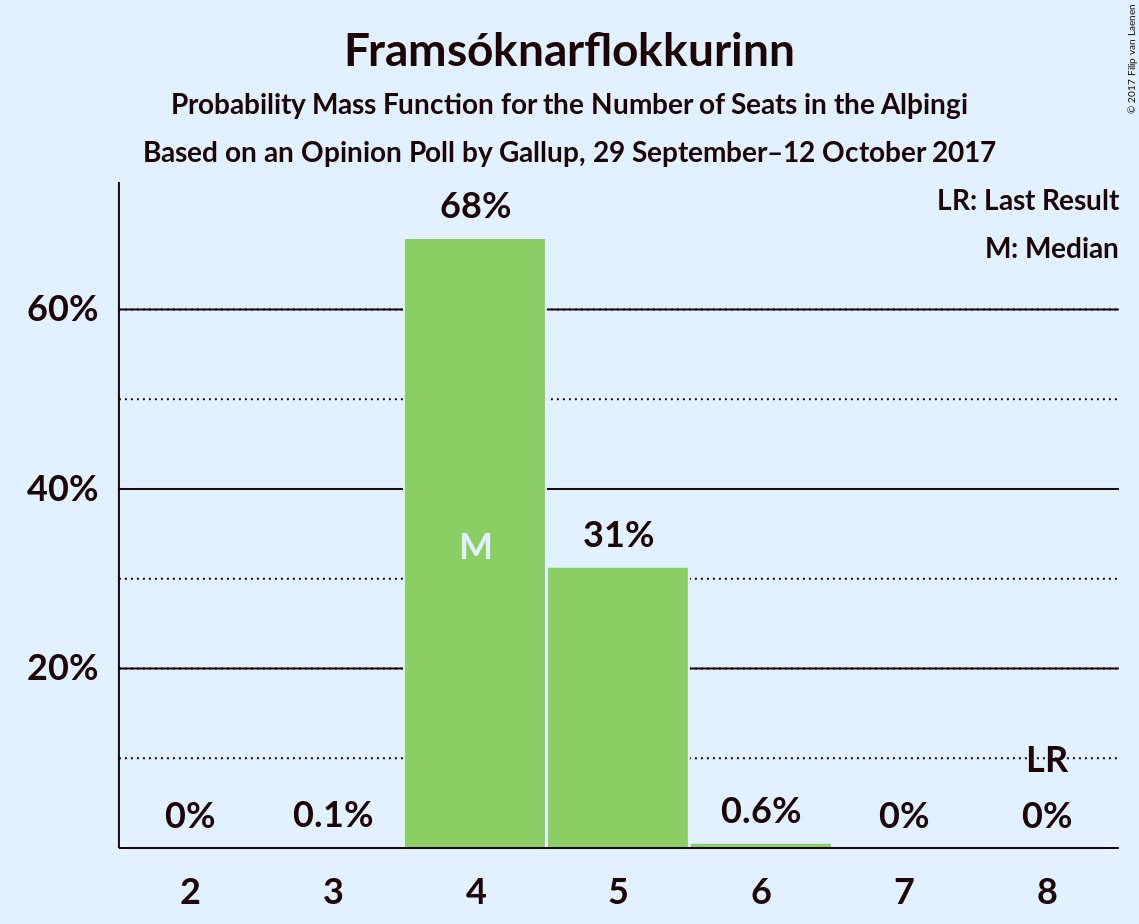 Framsóknarflokkurinn
Probability Mass Function for the Number of Seats in the Alþingi
Based on an Opinion Poll by Gallup, 29 September–12 October 2017
© 2017 Filip van Laenen
LR: Last Result
M: Median
68%
60%
40%
M
31%
20%
LR
0%
0.1%
0.6%
0%
0%
2
3
4
5
6
7
8